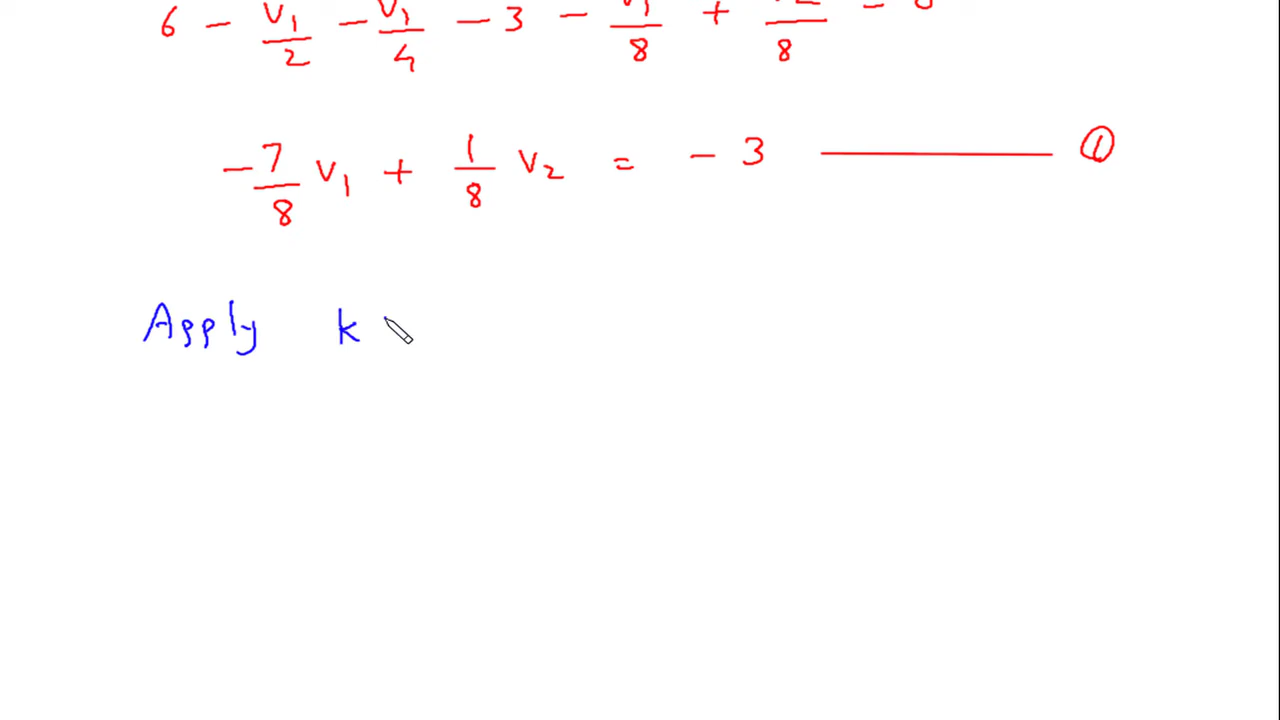 6 - V1/2 - V1/4 - 3 - V1/8 + V2/8 = 0
-7/8 V1 + 1/8 V2 = -3 ——— ①
Apply k